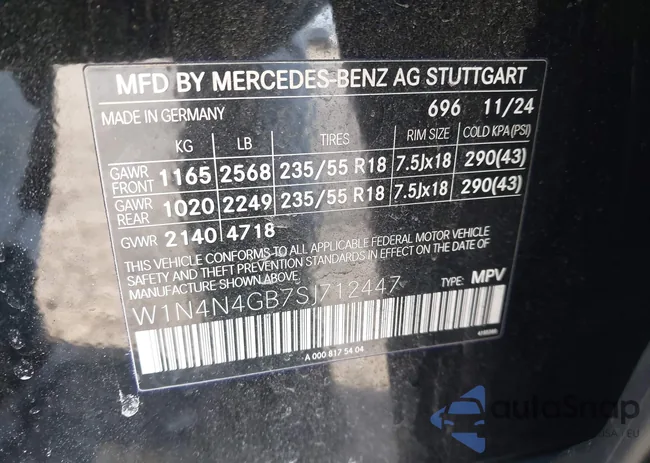 MFD BY MERCEDES-BENZ AG STUTTGART
MADE IN GERMANY 696 11/24
KG LB TIRES RIM SIZE COLD KPA(PSI)
GAWR FRONT 1165 2568 235/55 R18 7.5Jx18 290(43)
GAWR REAR 1020 2249 235/55 R18 7.5Jx18 290(43)
GVWR 2140 4718
THIS VEHICLE CONFORMS TO ALL APPLICABLE FEDERAL MOTOR VEHICLE
SAFETY AND THEFT PREVENTION STANDARDS IN EFFECT ON THE DATE
OF MANUFACTURE SHOWN ABOVE.
W1N4N4GB7SJ712447 TYPE: MPV
A 000 817 54 04
autoSnap